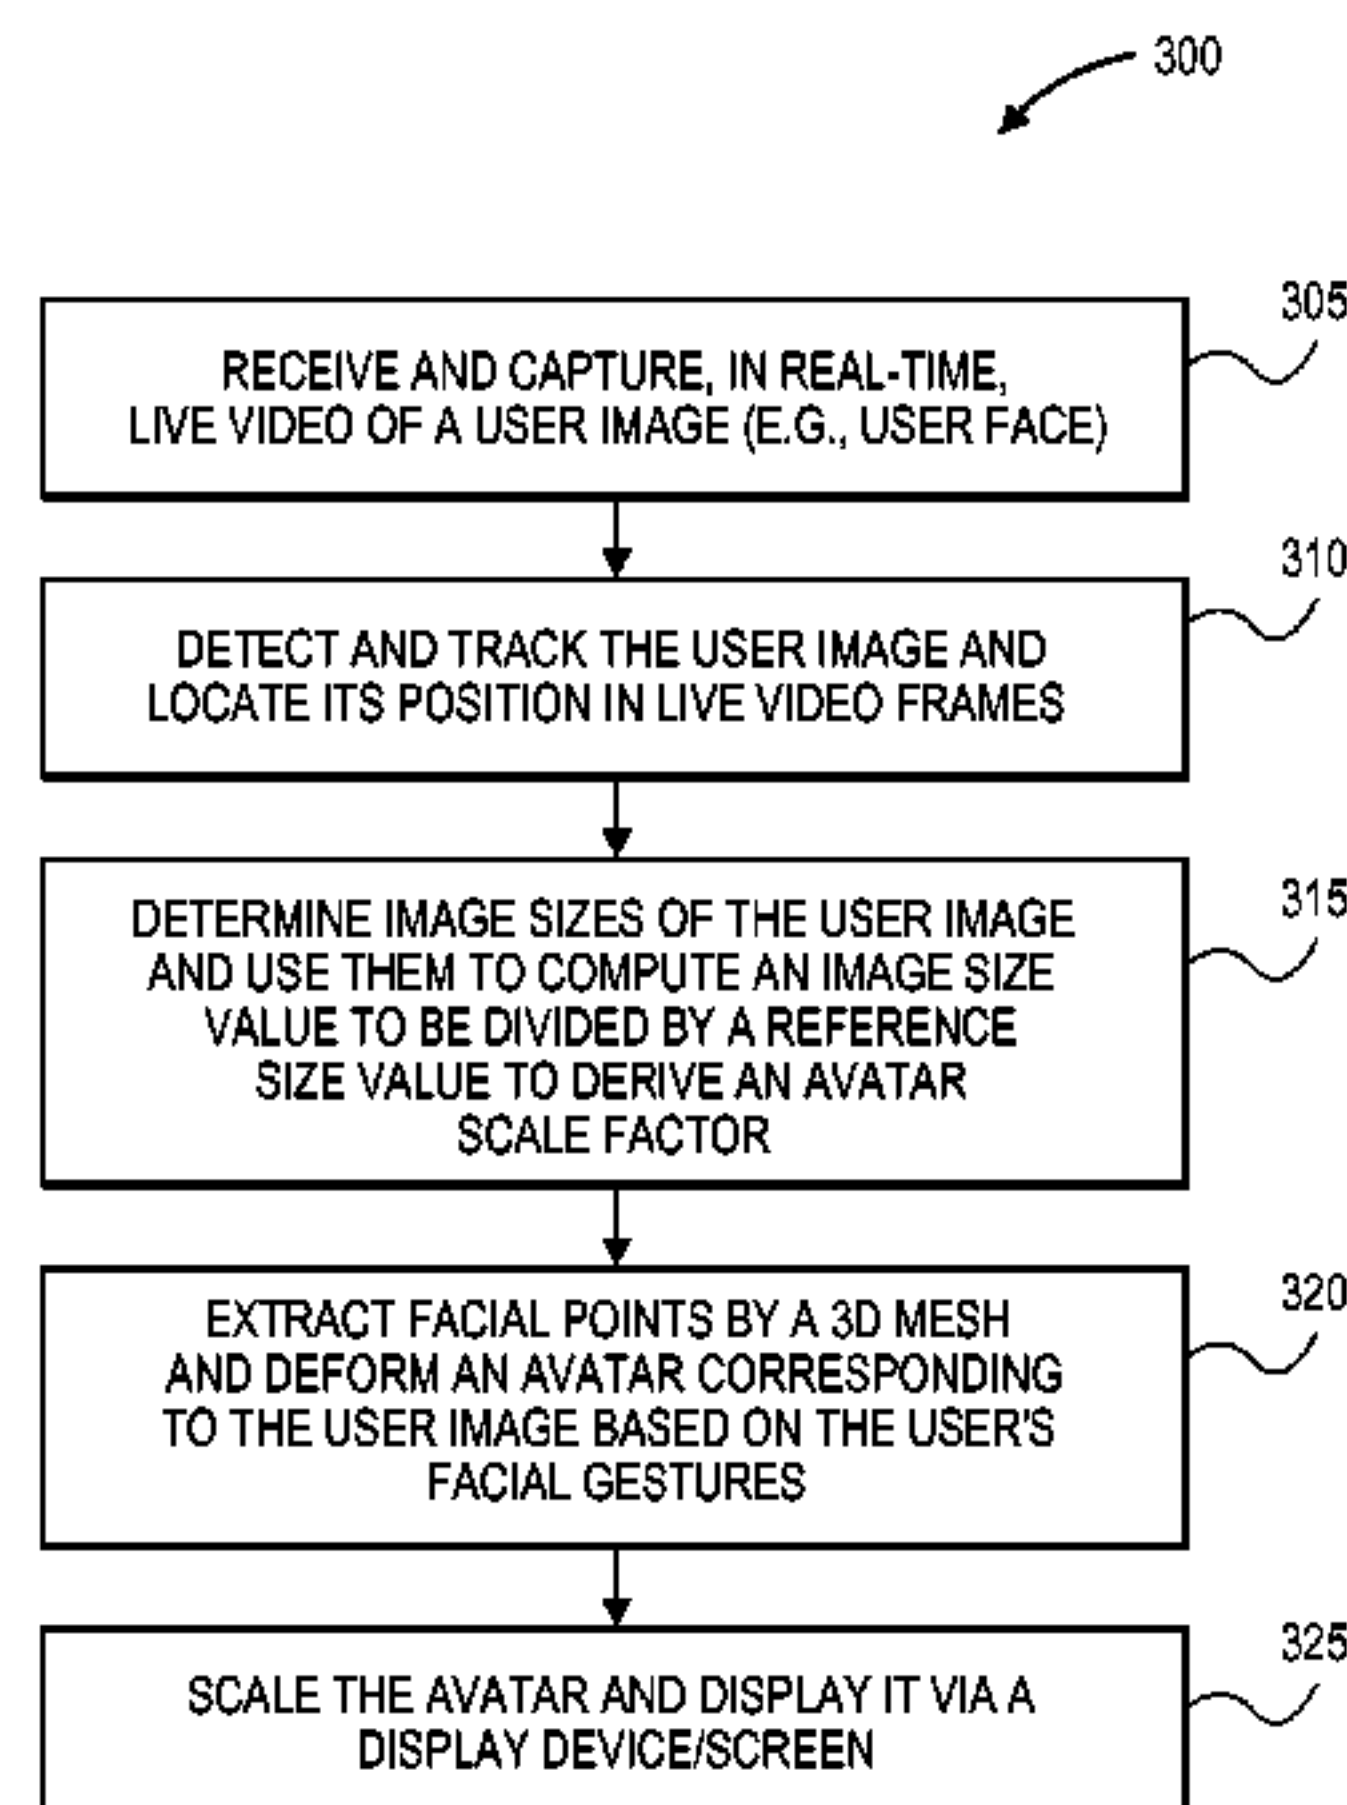 300
305
RECEIVE AND CAPTURE, IN REAL-TIME,
LIVE VIDEO OF A USER IMAGE (E.G., USER FACE)
310
DETECT AND TRACK THE USER IMAGE AND
LOCATE ITS POSITION IN LIVE VIDEO FRAMES
315
DETERMINE IMAGE SIZES OF THE USER IMAGE
AND USE THEM TO COMPUTE AN IMAGE SIZE
VALUE TO BE DIVIDED BY A REFERENCE
SIZE VALUE TO DERIVE AN AVATAR
SCALE FACTOR
320
EXTRACT FACIAL POINTS BY A 3D MESH
AND DEFORM AN AVATAR CORRESPONDING
TO THE USER IMAGE BASED ON THE USER'S
FACIAL GESTURES
325
SCALE THE AVATAR AND DISPLAY IT VIA A
DISPLAY DEVICE/SCREEN